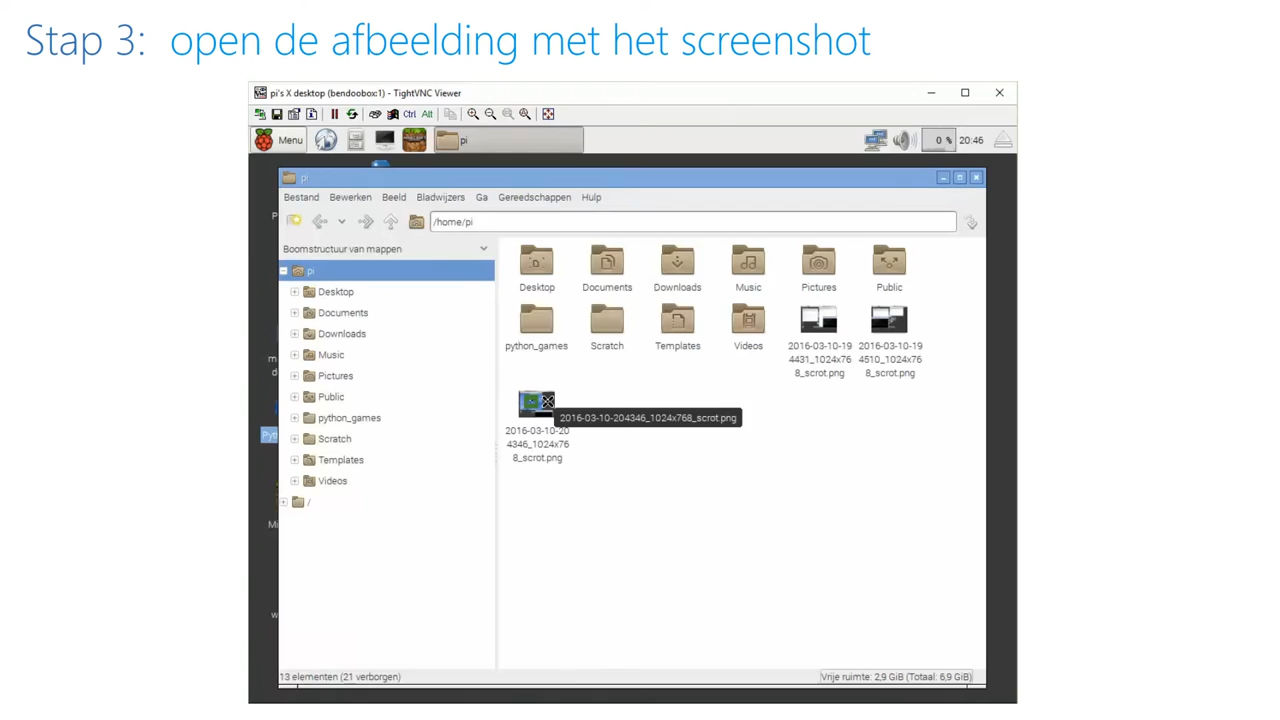 Stap 3: open de afbeelding met het screenshot
pi's X desktop (bendoobox:1) - TightVNC Viewer
Ctrl Alt
Menu
pi
0 %
20:46
pi
Bestand Bewerken Beeld Bladwijzers Ga Gereedschappen Hulp
/home/pi
Boomstructuur van mappen
pi
Desktop
Documents
Downloads
Music
Pictures
Public
python_games
Scratch
Templates
Videos
/
Desktop Documents Downloads Music Pictures Public
python_games Scratch Templates Videos
2016-03-10-19
4431_1024x76
8_scrot.png
2016-03-10-19
4510_1024x76
8_scrot.png
2016-03-10-204346_1024x768_scrot.png
2016-03-10-20
4346_1024x76
8_scrot.png
13 elementen (21 verborgen)
Vrije ruimte: 2,9 GiB (Totaal: 6,9 GiB)